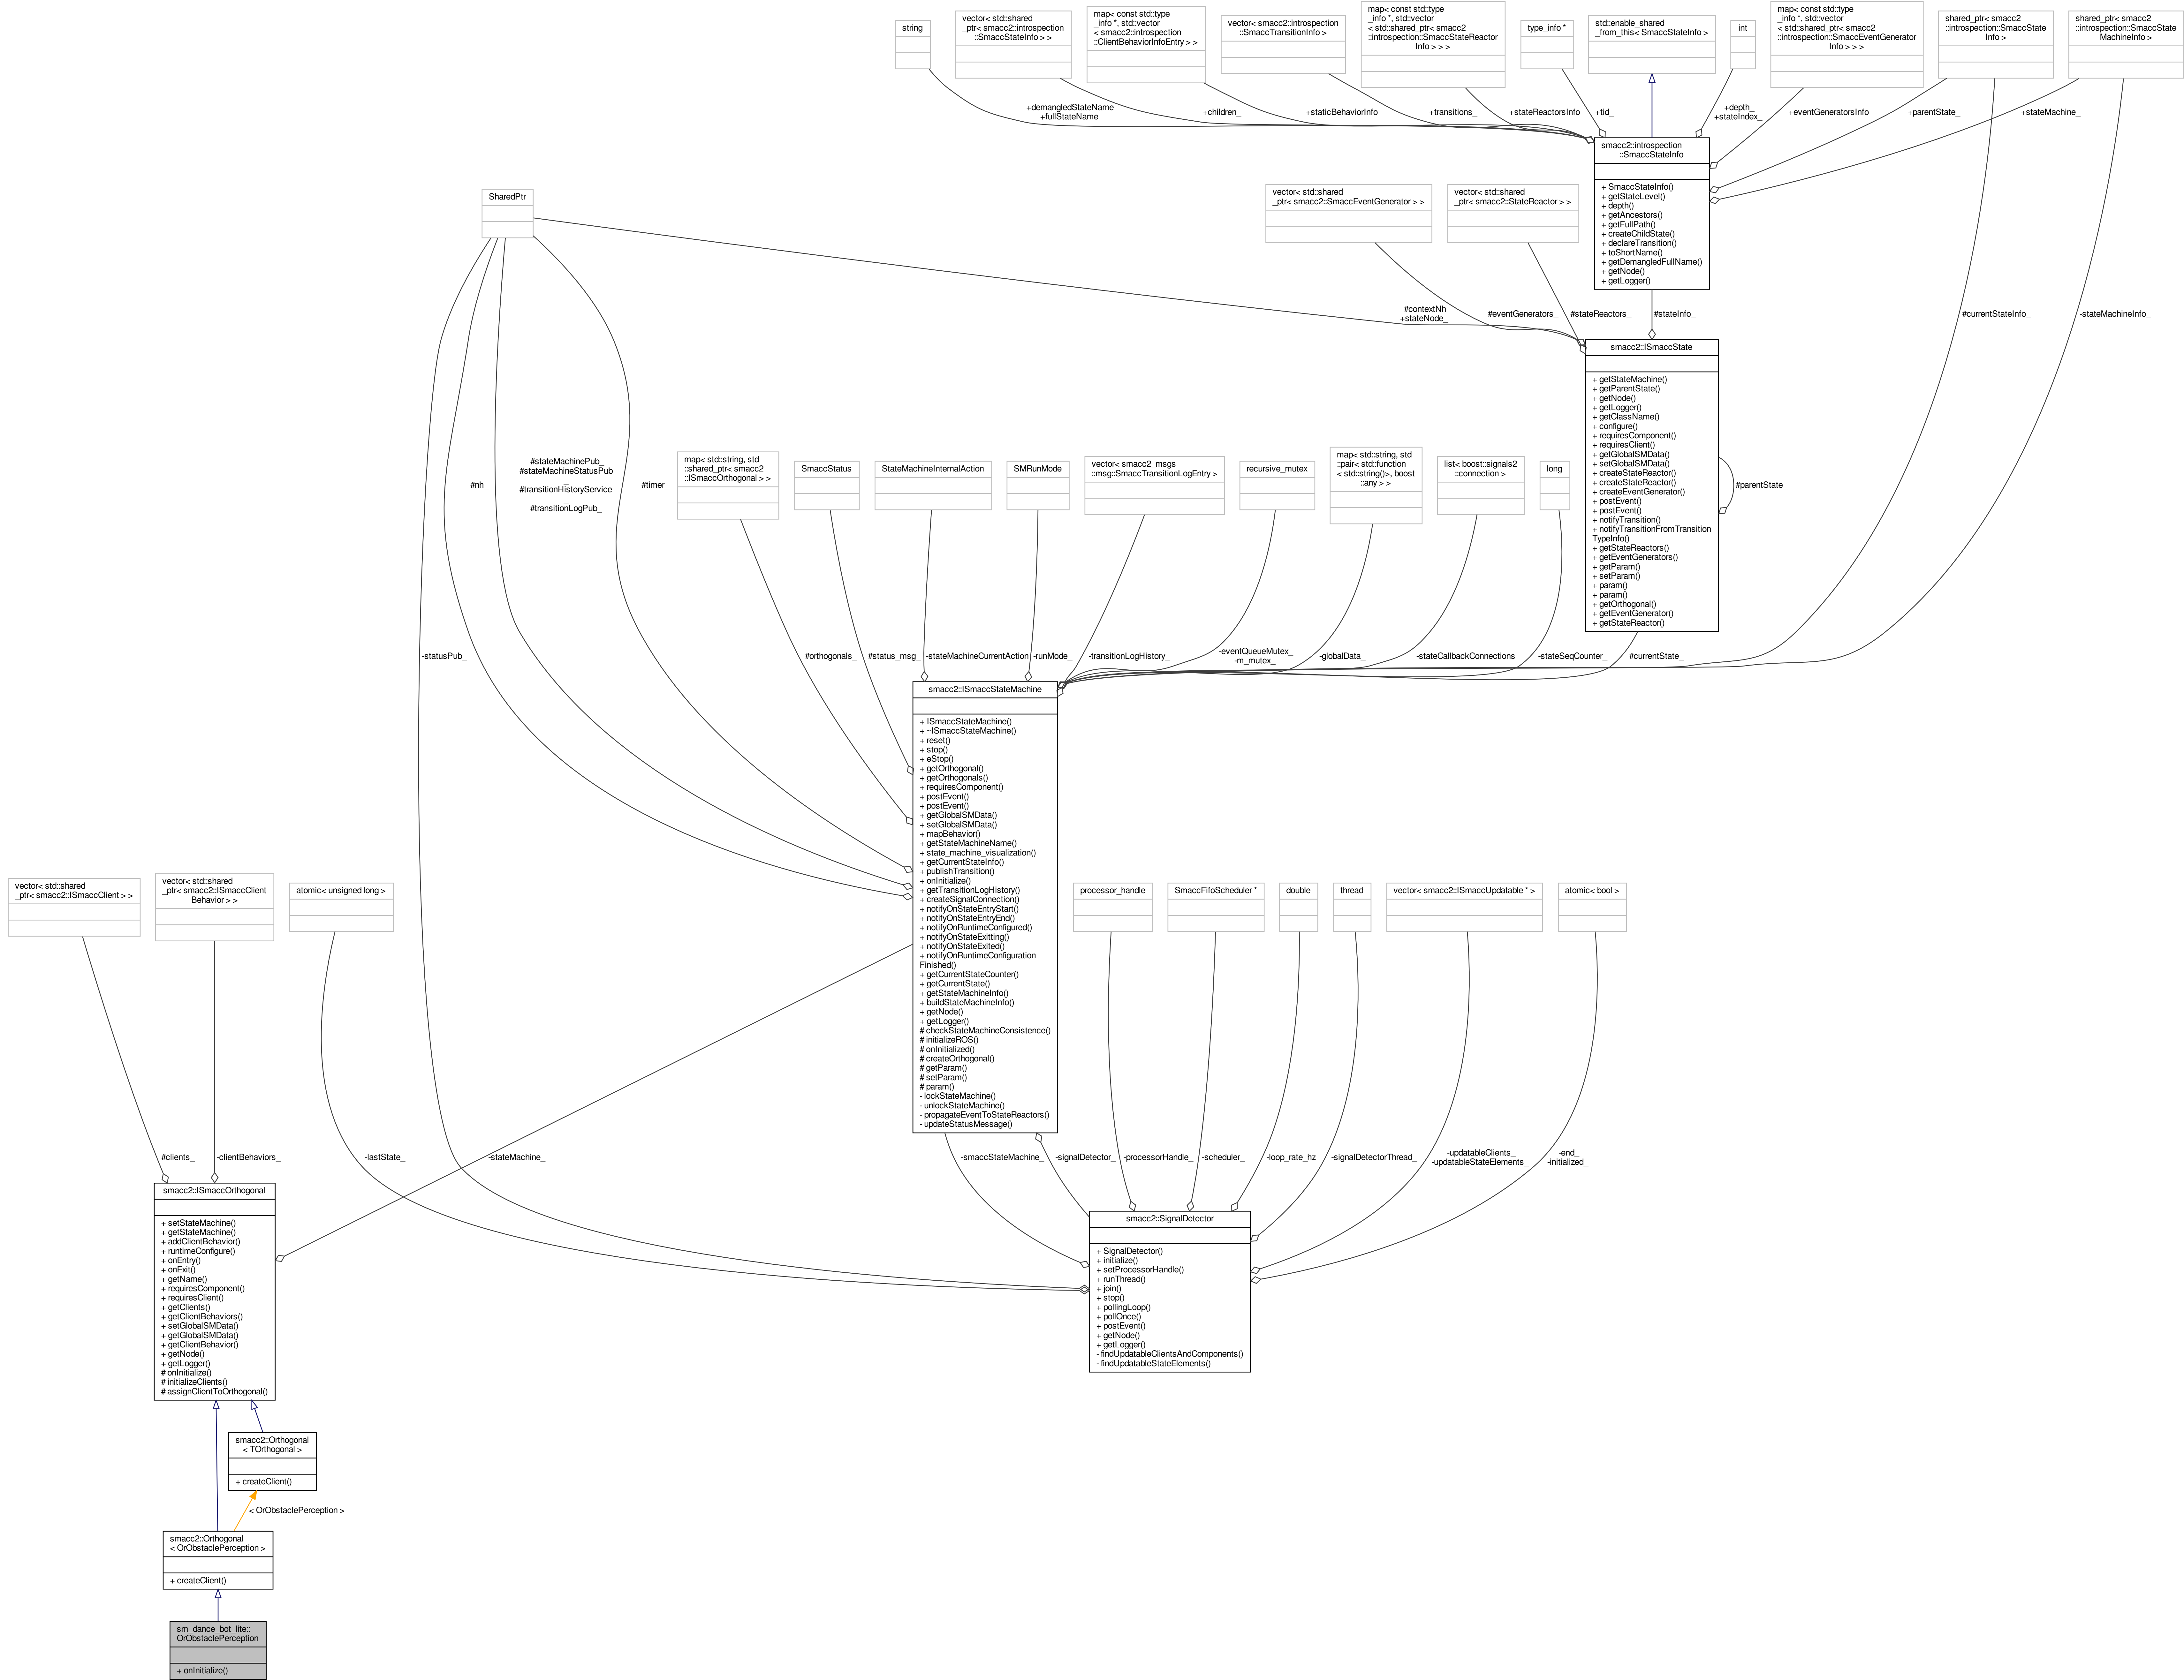 string
vector< std::shared
_ptr< smacc2::introspection
::SmaccStateInfo > >
map< const std::type
_info *, std::vector
< smacc2::introspection
::ClientBehaviorInfoEntry > >
vector< smacc2::introspection
::SmaccTransitionInfo >
map< const std::type
_info *, std::vector
< std::shared_ptr< smacc2
::introspection::SmaccStateReactor
Info > > >
type_info *
std::enable_shared
_from_this< SmaccStateInfo >
int
map< const std::type
_info *, std::vector
< std::shared_ptr< smacc2
::introspection::SmaccEventGenerator
Info > > >
shared_ptr< smacc2
::introspection::SmaccState
Info >
shared_ptr< smacc2
::introspection::SmaccState
MachineInfo >
+demangledStateName
+fullStateName
+children_
+staticBehaviorInfo
+transitions_
+stateReactorsInfo
+tid_
+depth_
+stateIndex_
+eventGeneratorsInfo
+parentState_
+stateMachine_
smacc2::introspection
::SmaccStateInfo
+ SmaccStateInfo()
+ getStateLevel()
+ depth()
+ getAncestors()
+ getFullPath()
+ createChildState()
+ declareTransition()
+ toShortName()
+ getDemangledFullName()
+ getNode()
+ getLogger()
SharedPtr
vector< std::shared
_ptr< smacc2::SmaccEventGenerator > >
vector< std::shared
_ptr< smacc2::StateReactor > >
#contextNh
+stateNode_
#eventGenerators_
#stateReactors_
#stateInfo_
#currentStateInfo_
-stateMachineInfo_
smacc2::ISmaccState
+ getStateMachine()
+ getParentState()
+ getNode()
+ getLogger()
+ getClassName()
+ configure()
+ requiresComponent()
+ requiresClient()
+ getGlobalSMData()
+ setGlobalSMData()
+ createStateReactor()
+ createStateReactor()
+ createEventGenerator()
+ postEvent()
+ postEvent()
+ notifyTransition()
+ notifyTransitionFromTransition
TypeInfo()
+ getStateReactors()
+ getEventGenerators()
+ getParam()
+ setParam()
+ param()
+ param()
+ getOrthogonal()
+ getEventGenerator()
+ getStateReactor()
#parentState_
#nh_
#stateMachinePub_
#stateMachineStatusPub
_
#transitionHistoryService
_
#transitionLogPub_
#timer_
map< std::string, std
::shared_ptr< smacc2
::ISmaccOrthogonal > >
SmaccStatus
StateMachineInternalAction
SMRunMode
vector< smacc2_msgs
::msg::SmaccTransitionLogEntry >
recursive_mutex
map< std::string, std
::pair< std::function
< std::string()>, boost
::any > >
list< boost::signals2
::connection >
long
-statusPub_
#orthogonals_
#status_msg_
-stateMachineCurrentAction
-runMode_
-transitionLogHistory_
-eventQueueMutex_
-m_mutex_
-globalData_
-stateCallbackConnections
-stateSeqCounter_
#currentState_
smacc2::ISmaccStateMachine
+ ISmaccStateMachine()
+ ~ISmaccStateMachine()
+ reset()
+ stop()
+ eStop()
+ getOrthogonal()
+ getOrthogonals()
+ requiresComponent()
+ postEvent()
+ postEvent()
+ getGlobalSMData()
+ setGlobalSMData()
+ mapBehavior()
+ getStateMachineName()
+ state_machine_visualization()
+ getCurrentStateInfo()
+ publishTransition()
+ onInitialize()
+ getTransitionLogHistory()
+ createSignalConnection()
+ notifyOnStateEntryStart()
+ notifyOnStateEntryEnd()
+ notifyOnRuntimeConfigured()
+ notifyOnStateExitting()
+ notifyOnStateExited()
+ notifyOnRuntimeConfiguration
Finished()
+ getCurrentStateCounter()
+ getCurrentState()
+ getStateMachineInfo()
+ buildStateMachineInfo()
+ getNode()
+ getLogger()
# checkStateMachineConsistence()
# initializeROS()
# onInitialized()
# createOrthogonal()
# getParam()
# setParam()
# param()
- lockStateMachine()
- unlockStateMachine()
- propagateEventToStateReactors()
- updateStatusMessage()
vector< std::shared
_ptr< smacc2::ISmaccClient > >
vector< std::shared
_ptr< smacc2::ISmaccClient
Behavior > >
atomic< unsigned long >
processor_handle
SmaccFifoScheduler *
double
thread
vector< smacc2::ISmaccUpdatable * >
atomic< bool >
#clients_
-clientBehaviors_
-lastState_
-stateMachine_
-smaccStateMachine_
-signalDetector_
-processorHandle_
-scheduler_
-loop_rate_hz
-signalDetectorThread_
-updatableClients_
-updatableStateElements_
-end_
-initialized_
smacc2::ISmaccOrthogonal
+ setStateMachine()
+ getStateMachine()
+ addClientBehavior()
+ runtimeConfigure()
+ onEntry()
+ onExit()
+ getName()
+ requiresComponent()
+ requiresClient()
+ getClients()
+ getClientBehaviors()
+ setGlobalSMData()
+ getGlobalSMData()
+ getClientBehavior()
+ getNode()
+ getLogger()
# onInitialize()
# initializeClients()
# assignClientToOrthogonal()
smacc2::SignalDetector
+ SignalDetector()
+ initialize()
+ setProcessorHandle()
+ runThread()
+ join()
+ stop()
+ pollingLoop()
+ pollOnce()
+ postEvent()
+ getNode()
+ getLogger()
- findUpdatableClientsAndComponents()
- findUpdatableStateElements()
smacc2::Orthogonal
< TOrthogonal >
+ createClient()
< OrObstaclePerception >
smacc2::Orthogonal
< OrObstaclePerception >
+ createClient()
sm_dance_bot_lite::
OrObstaclePerception
+ onInitialize()